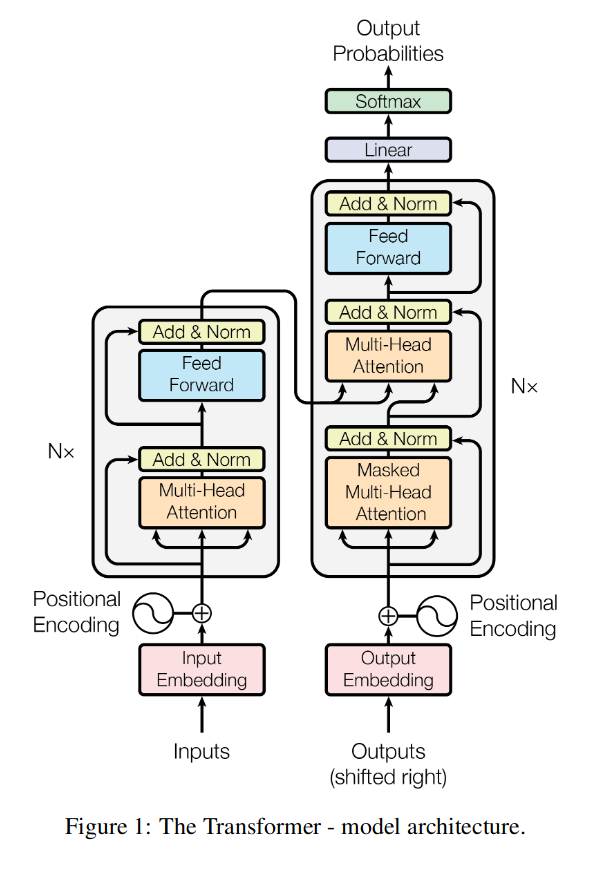 Output
Probabilities
Softmax
Linear
Add & Norm
Feed
Forward
Add & Norm
Multi-Head
Attention
Add & Norm
Masked
Multi-Head
Attention
Nx
Add & Norm
Feed
Forward
Add & Norm
Multi-Head
Attention
Nx
Positional
Encoding
Positional
Encoding
Input
Embedding
Output
Embedding
Inputs
Outputs
(shifted right)
Figure 1: The Transformer - model architecture.